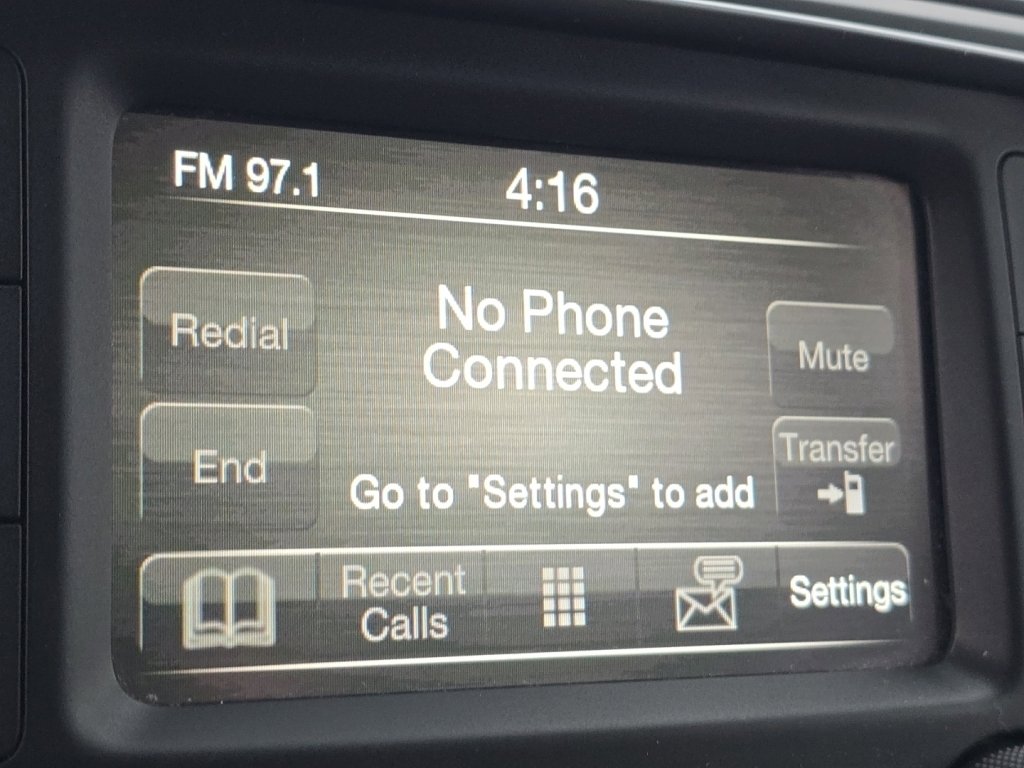 FM 97.1
4:16
Redial
No Phone
Connected
Mute
End
Go to "Settings" to add
Transfer
Recent
Calls
Settings